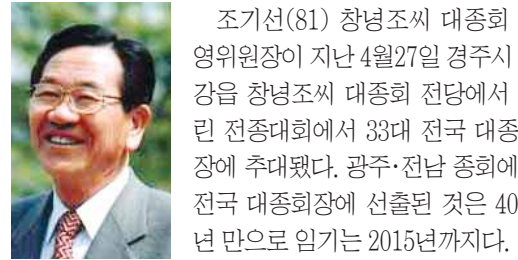 조기선(81) 창녕조씨 대종회
영위원장이 지난 4월27일 경주시
강읍 창녕조씨 대종회 전당에서
린 전종대회에서 33대 전국 대종
장에 추대됐다. 광주·전남 종회에
전국 대종회장에 선출된 것은 40
년 만으로 임기는 2015년까지다.